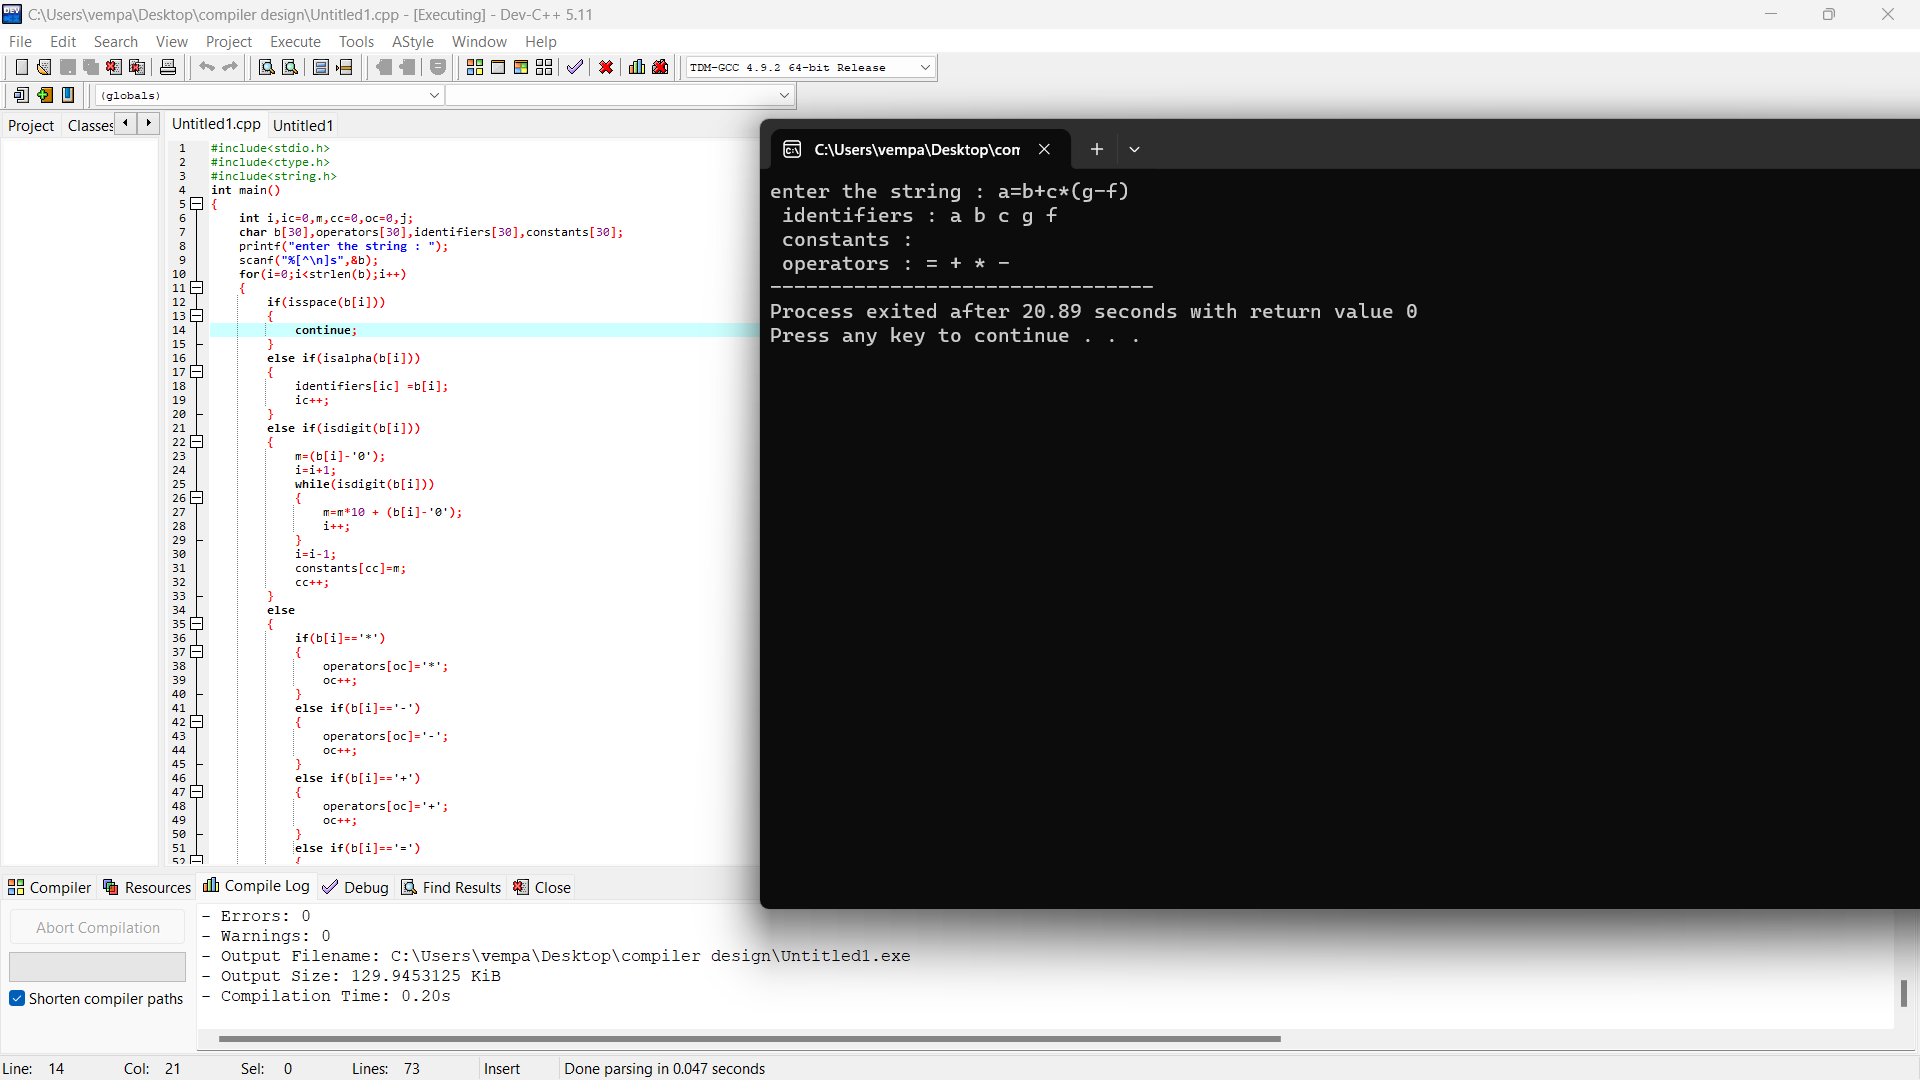 C:\Users\vempa\Desktop\compiler design\Untitled1.cpp - [Executing] - Dev-C++ 5.11
File Edit Search View Project Execute Tools AStyle Window Help
TDM-GCC 4.9.2 64-bit Release
(globals)
Project Classes Untitled1.cpp Untitled1
1 #include<stdio.h>
2 #include<ctype.h>
3 #include<string.h>
4 int main()
5 {
6 int i,ic=0,m,cc=0,oc=0,j;
7 char b[30],operators[30],identifiers[30],constants[30];
8 printf("enter the string : ");
9 scanf("%[^\n]s",&b);
10 for(i=0;i<strlen(b);i++)
11 {
12 if(isspace(b[i]))
13 {
14 continue;
15 }
16 else if(isalpha(b[i]))
17 {
18 identifiers[ic] =b[i];
19 ic++;
20 }
21 else if(isdigit(b[i]))
22 {
23 m=(b[i]-'0');
24 i=i+1;
25 while(isdigit(b[i]))
26 {
27 m=m*10 + (b[i]-'0');
28 i++;
29 }
30 i=i-1;
31 constants[cc]=m;
32 cc++;
33 }
34 else
35 {
36 if(b[i]=='*')
37 {
38 operators[oc]='*';
39 oc++;
40 }
41 else if(b[i]=='-')
42 {
43 operators[oc]='-';
44 oc++;
45 }
46 else if(b[i]=='+')
47 {
48 operators[oc]='+';
49 oc++;
50 }
51 else if(b[i]=='=')
52 {
C:\Users\vempa\Desktop\con
enter the string : a=b+c*(g-f)
identifiers : a b c g f
constants :
operators : = + * -
--------------------------------
Process exited after 20.89 seconds with return value 0
Press any key to continue . . .
Compiler Resources Compile Log Debug Find Results Close
Abort Compilation
Shorten compiler paths
- Errors: 0
- Warnings: 0
- Output Filename: C:\Users\vempa\Desktop\compiler design\Untitled1.exe
- Output Size: 129.9453125 KiB
- Compilation Time: 0.20s
Line: 14 Col: 21 Sel: 0 Lines: 73 Insert Done parsing in 0.047 seconds